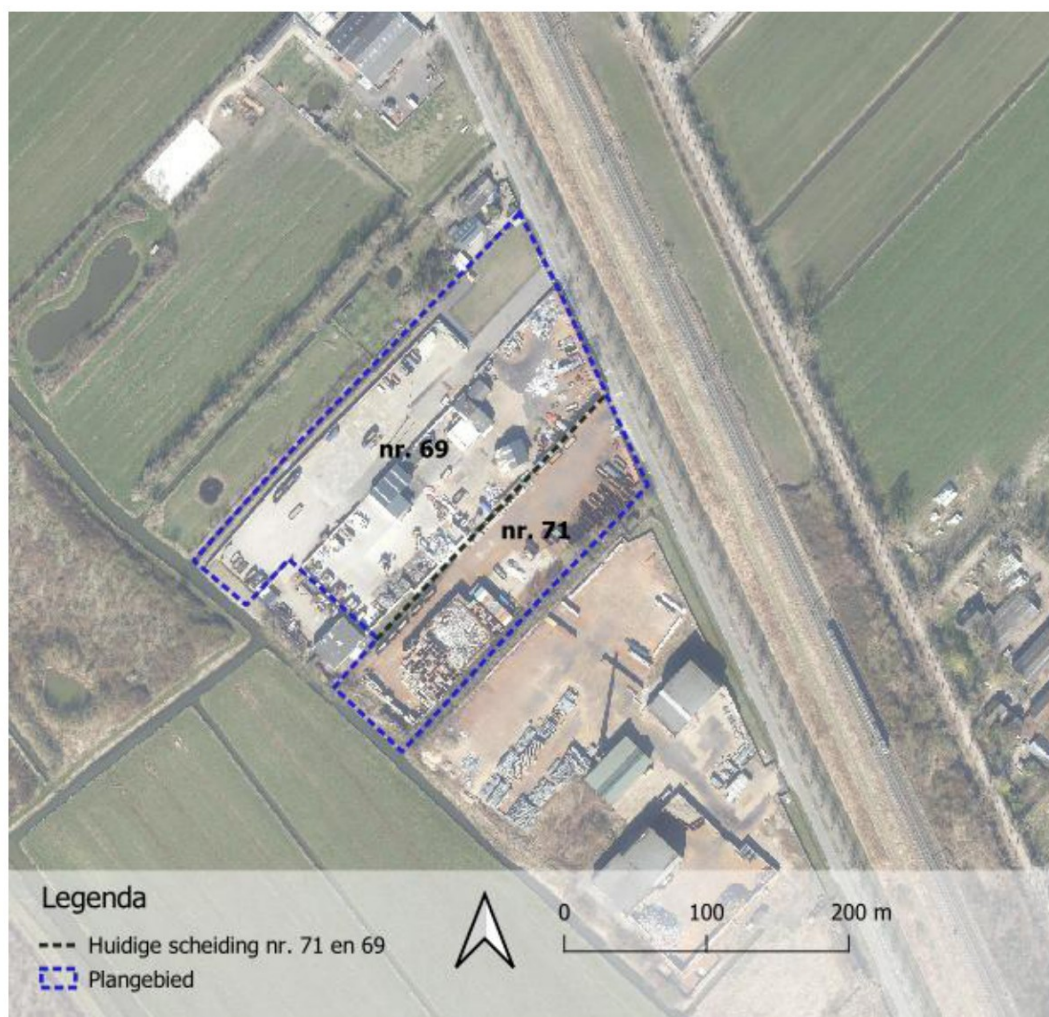 nr. 69
nr. 71
Legenda
0 100 200 m
Huidige scheiding nr. 71 en 69
Plangebied